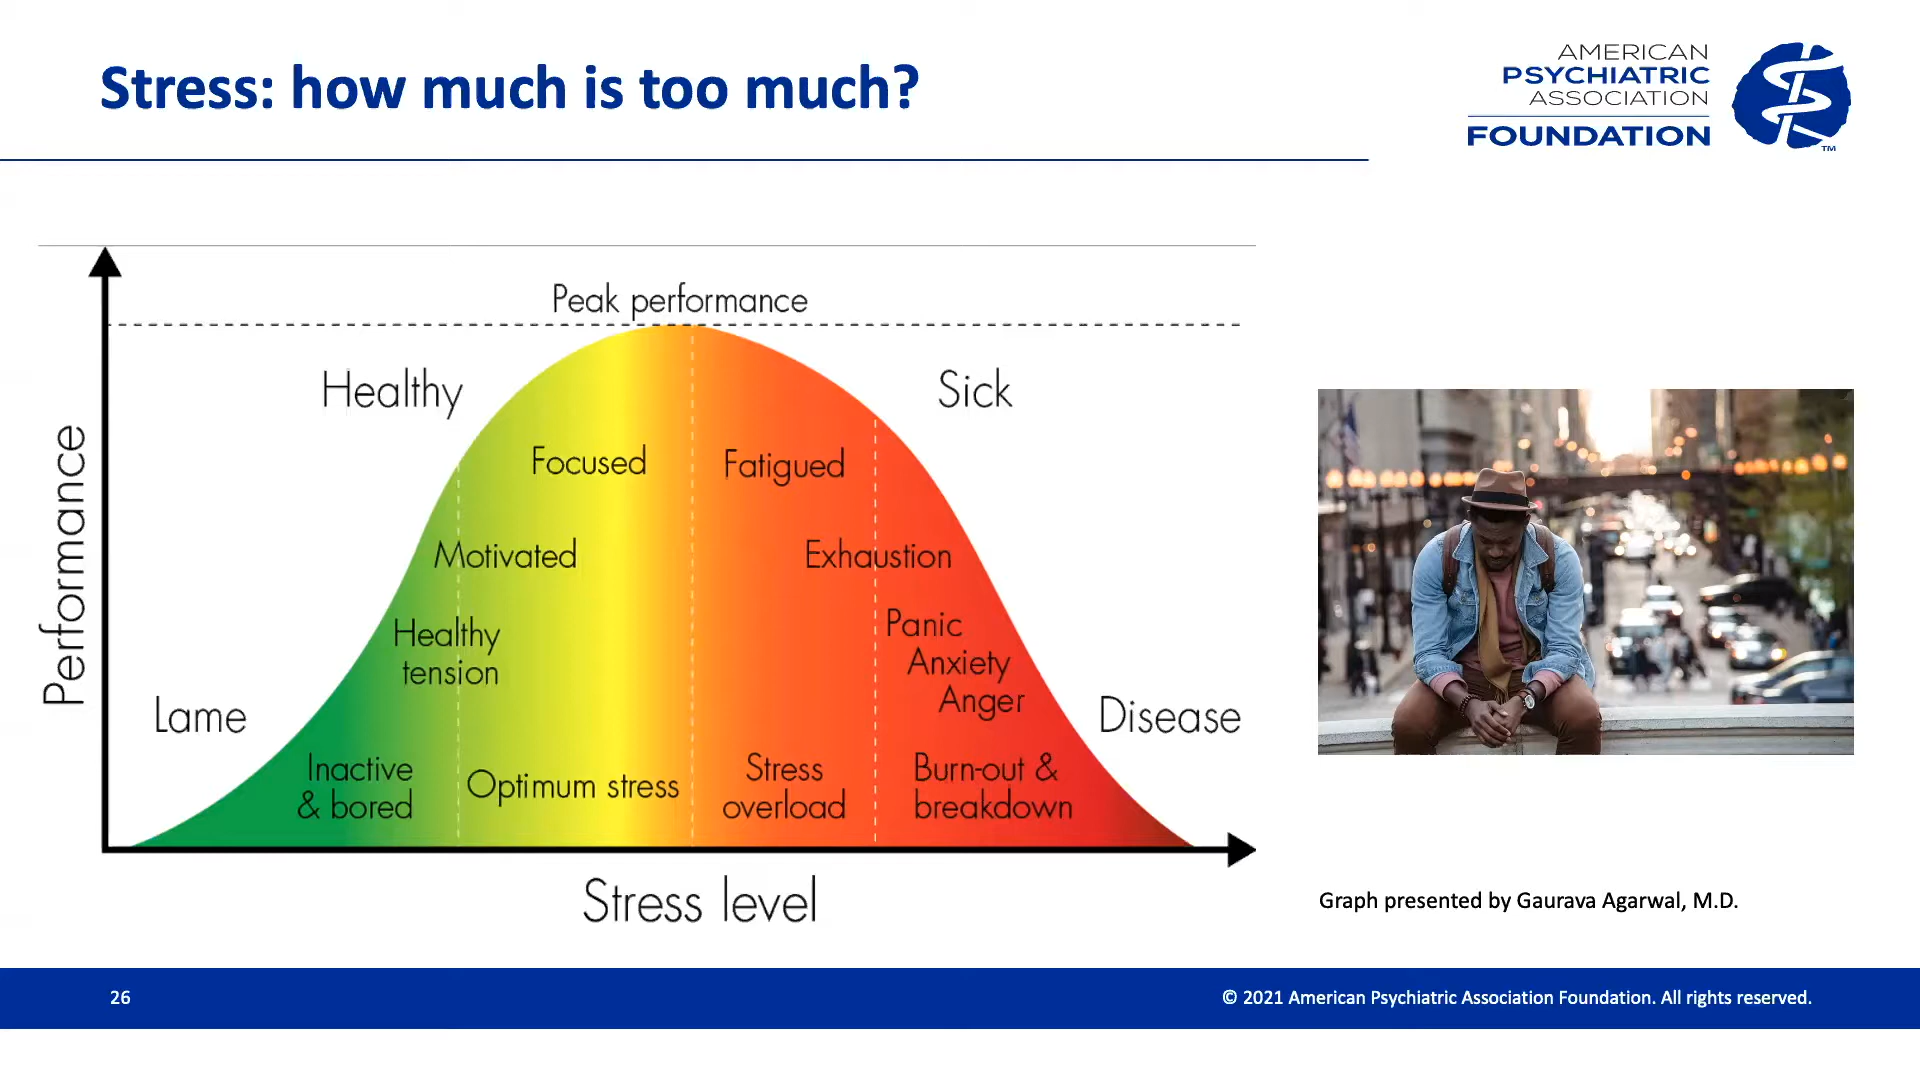 Stress: how much is too much?
AMERICAN
PSYCHIATRIC
ASSOCIATION
FOUNDATION
TM
Peak performance
Healthy
Sick
Focused
Fatigued
Motivated
Exhaustion
Healthy
tension
Panic
Anxiety
Anger
Lame
Disease
Inactive
& bored
Optimum stress
Stress
overload
Burn-out &
breakdown
Performance
Stress level
Graph presented by Gaurava Agarwal, M.D.
26
© 2021 American Psychiatric Association Foundation. All rights reserved.